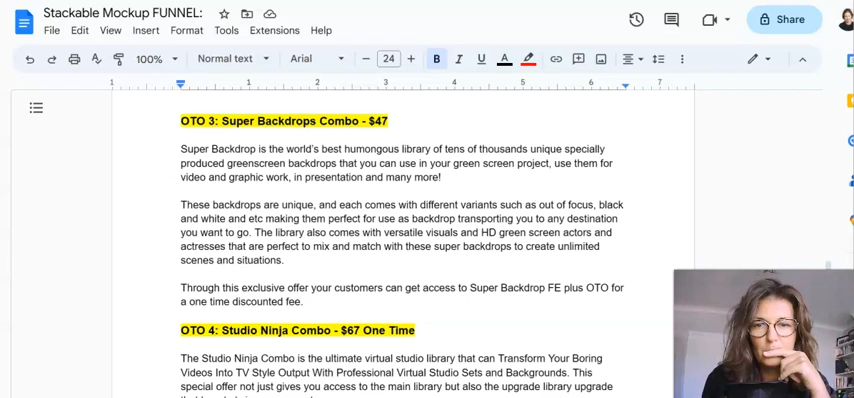 Stackable Mockup FUNNEL:
File Edit View Insert Format Tools Extensions Help
Share
100% Normal text Arial 24 B I U A
1 1 2 3 4 5 6 7
OTO 3: Super Backdrops Combo - $47
Super Backdrop is the world's best humongous library of tens of thousands unique specially
produced greenscreen backdrops that you can use in your green screen project, use them for
video and graphic work, in presentation and many more!
These backdrops are unique, and each comes with different variants such as out of focus, black
and white and etc making them perfect for use as backdrop transporting you to any destination
you want to go. The library also comes with versatile visuals and HD green screen actors and
actresses that are perfect to mix and match with these super backdrops to create unlimited
scenes and situations.
Through this exclusive offer your customers can get access to Super Backdrop FE plus OTO for
a one time discounted fee.
OTO 4: Studio Ninja Combo - $67 One Time
The Studio Ninja Combo is the ultimate virtual studio library that can Transform Your Boring
Videos Into TV Style Output With Professional Virtual Studio Sets and Backgrounds. This
special offer not just gives you access to the main library but also the upgrade library upgrade